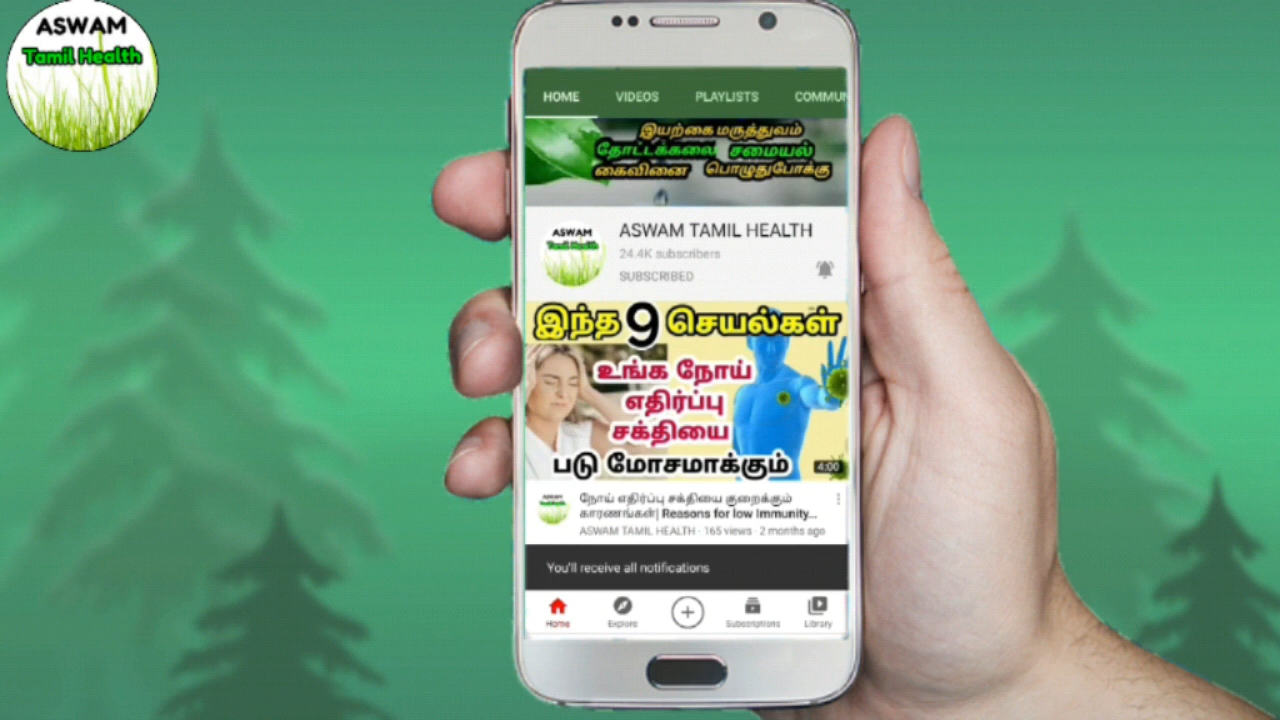 ASWAM
Tamil Health
HOME VIDEOS PLAYLISTS COMMUN
இயற்கை மருத்துவம்
தோட்டக்கலை சமையல்
கைவினை பொழுதுபோக்கு
ASWAM
Tamil Health
ASWAM TAMIL HEALTH
24.4K subscribers
SUBSCRIBED
இந்த 9 செயல்கள்
உங்க நோய்
எதிர்ப்பு
சக்தியை
படு மோசமாக்கும்
4:00
நோய் எதிர்ப்பு சக்தியை குறைக்கும்
காரணங்கள்| Reasons for low Immunity...
ASWAM TAMIL HEALTH · 165 views · 2 months ago
You'll receive all notifications
Home Explore Subscriptions Library